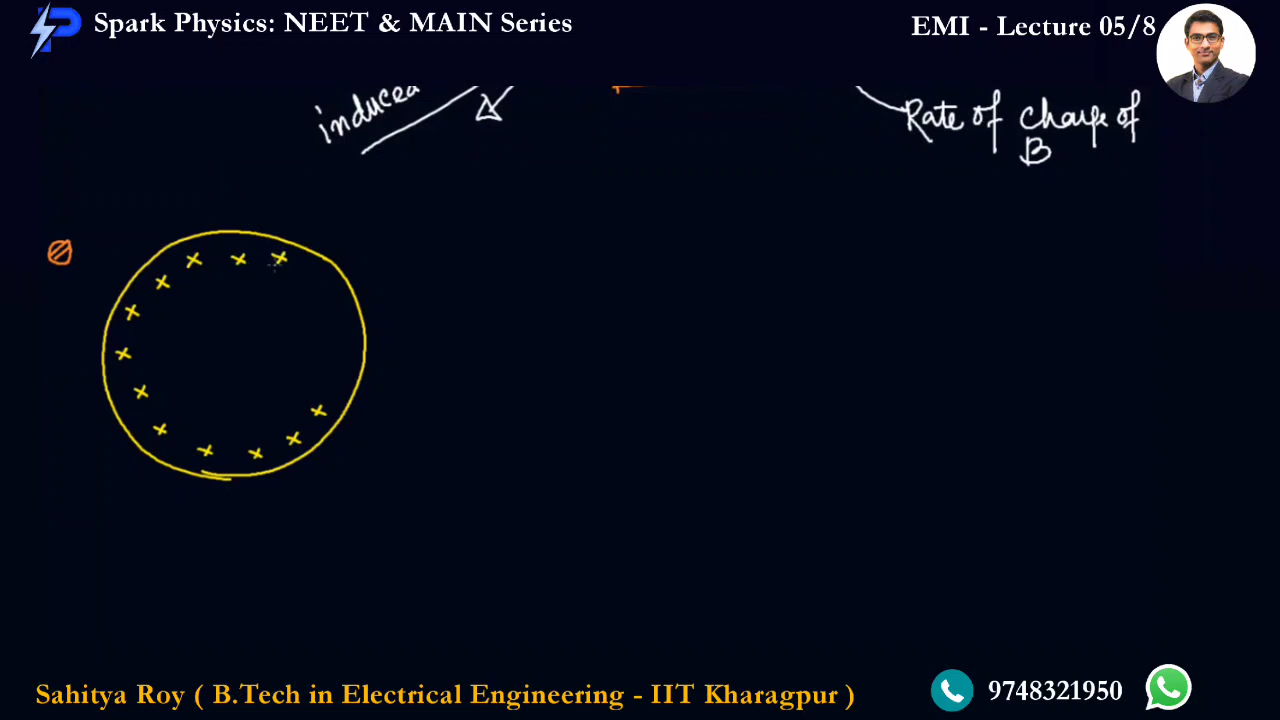 Spark Physics: NEET & MAIN Series
EMI - Lecture 05/8
induced
Rate of change of
B
Sahitya Roy ( B.Tech in Electrical Engineering - IIT Kharagpur )
9748321950